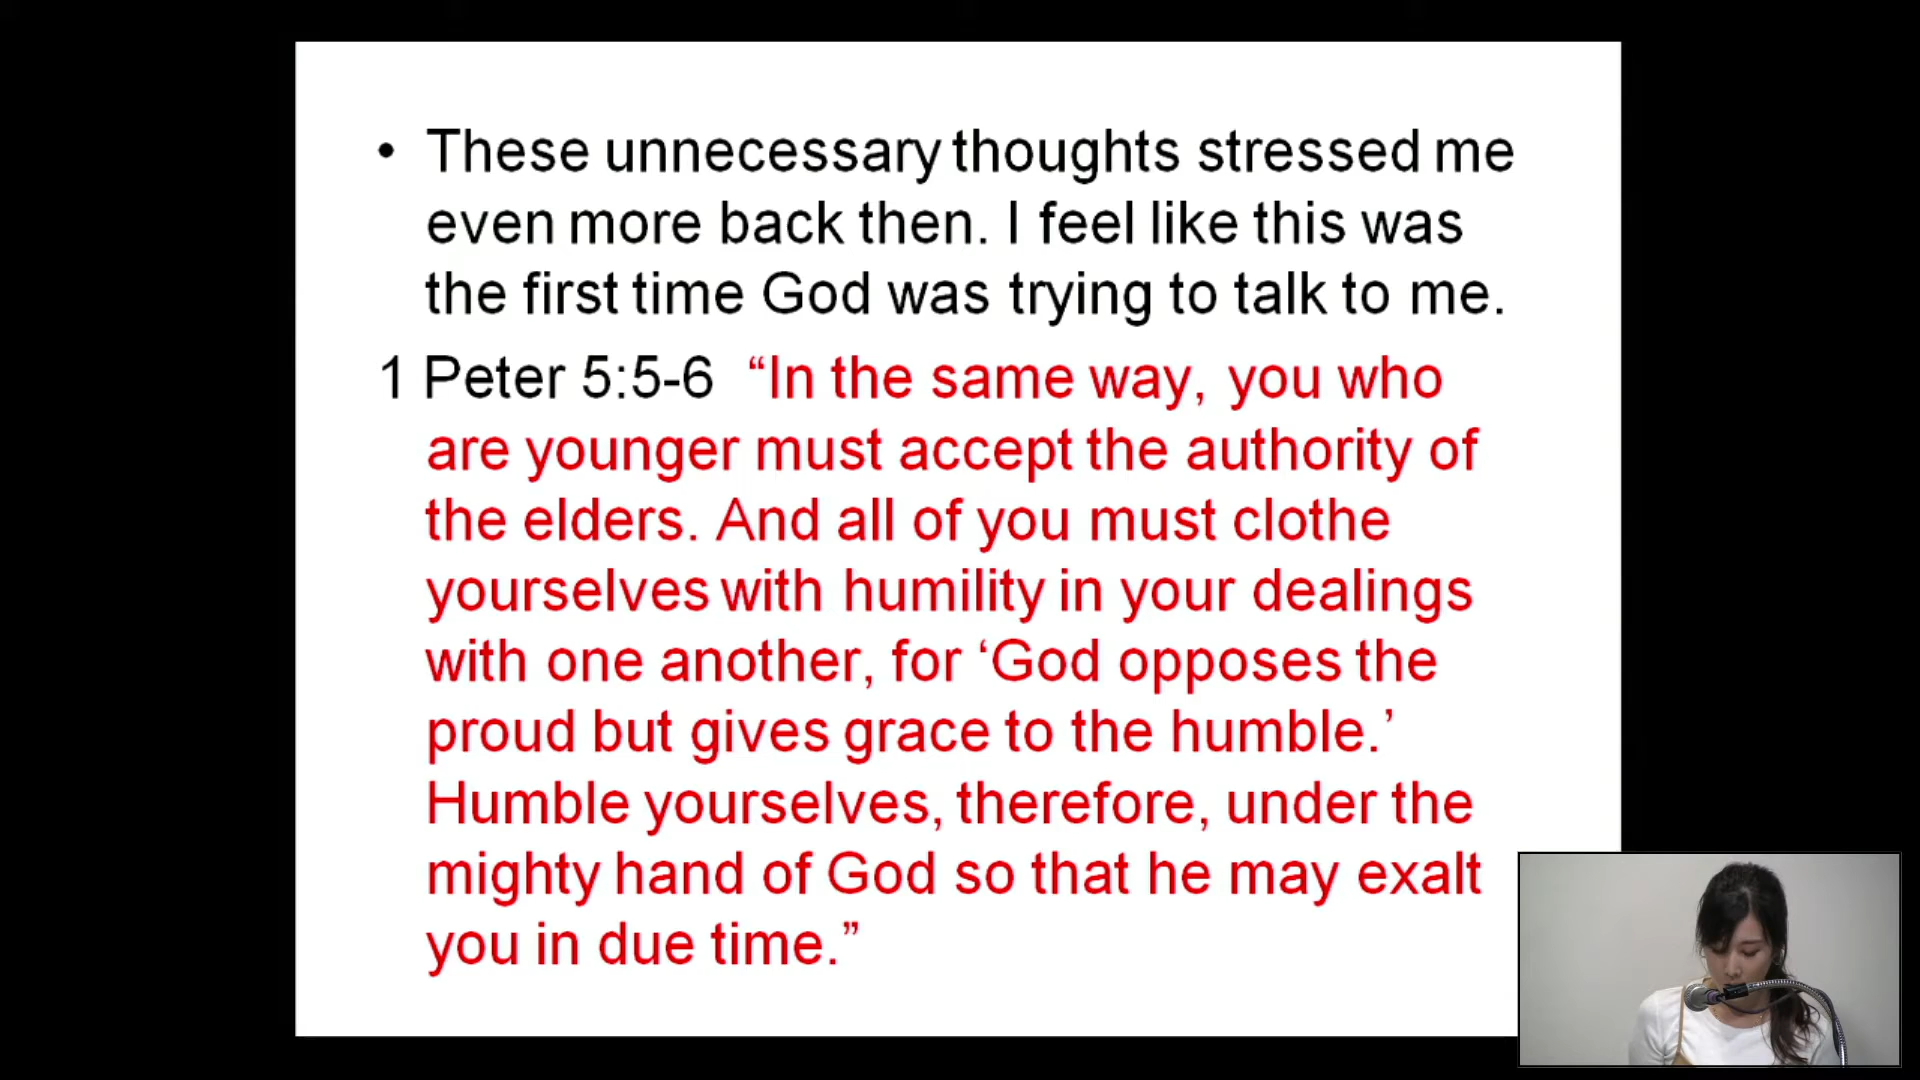 • These unnecessary thoughts stressed me
even more back then. I feel like this was
the first time God was trying to talk to me.
1 Peter 5:5-6 “In the same way, you who
are younger must accept the authority of
the elders. And all of you must clothe
yourselves with humility in your dealings
with one another, for ‘God opposes the
proud but gives grace to the humble.’
Humble yourselves, therefore, under the
mighty hand of God so that he may exalt
you in due time.”